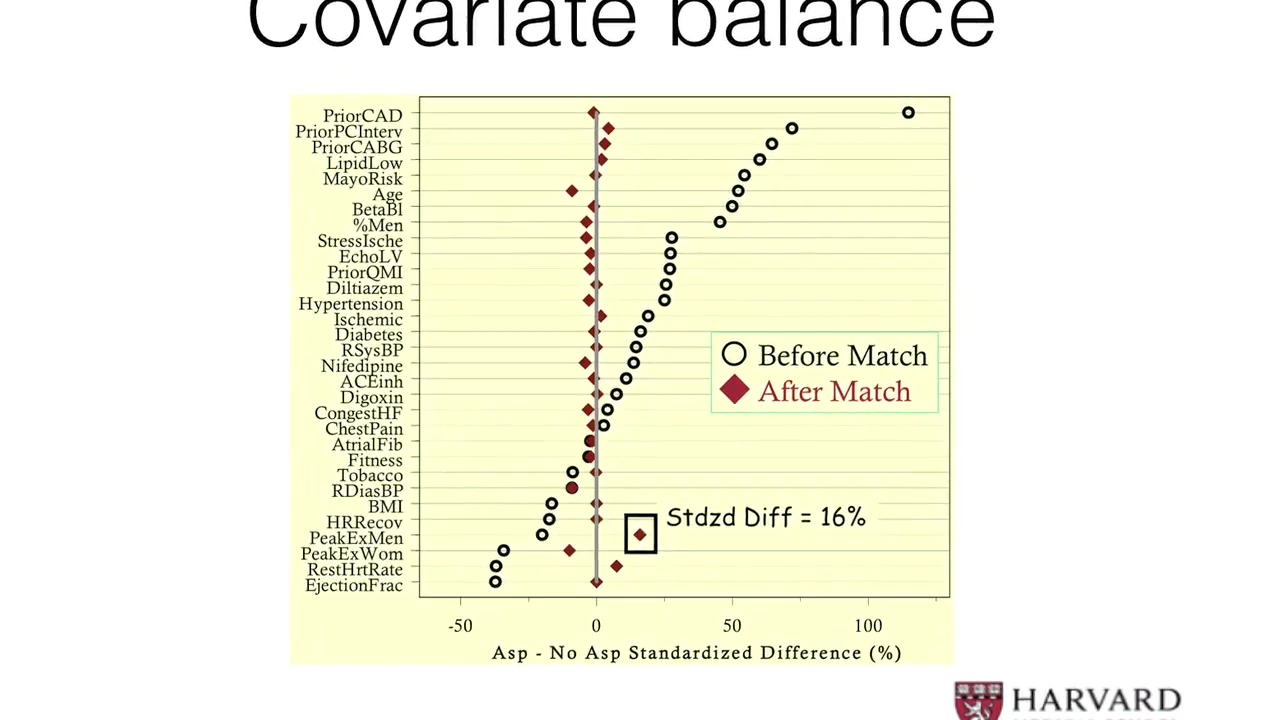 Covariate balance
PriorCAD
PriorPCInterv
PriorCABG
LipidLow
MayoRisk
Age
BetaBl
%Men
StressIsche
EchoLV
PriorQMI
Diltiazem
Hypertension
Ischemic
Diabetes
RSysBP
Nifedipine
ACEinh
Digoxin
CongestHF
ChestPain
AtrialFib
Fitness
Tobacco
RDiasBP
BMI
HRRecov
PeakExMen
PeakExWom
RestHrtRate
EjectionFrac
Before Match
After Match
Stdzd Diff = 16%
-50 0 50 100
Asp - No Asp Standardized Difference (%)
HARVARD